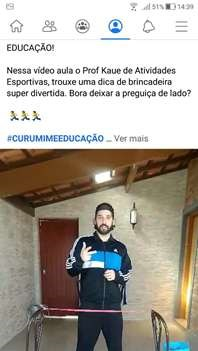 51% 14:39
EDUCAÇÃO!
Nessa vídeo aula o Prof Kaue de Atividades
Esportivas, trouxe uma dica de brincadeira
super divertida. Bora deixar a preguiça de lado?
🏃🏃🏃
#CURUMIMEEDUCAÇÃO ... Ver mais